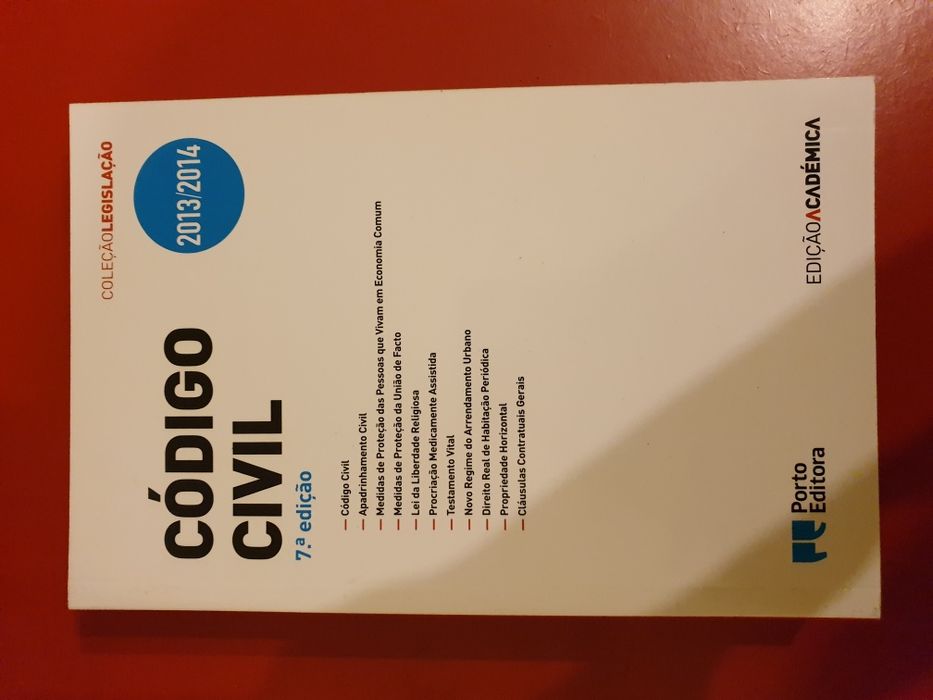 COLEÇÃOLEGISLAÇÃO
2013/2014
CÓDIGO
CIVIL
7.ª edição
— Código Civil
— Apadrinhamento Civil
— Medidas de Proteção das Pessoas que Vivam em Economia Comum
— Medidas de Proteção da União de Facto
— Lei da Liberdade Religiosa
— Procriação Medicamente Assistida
— Testamento Vital
— Novo Regime do Arrendamento Urbano
— Direito Real de Habitação Periódica
— Propriedade Horizontal
— Cláusulas Contratuais Gerais
Porto
Editora
EDIÇÃOACADÉMICA